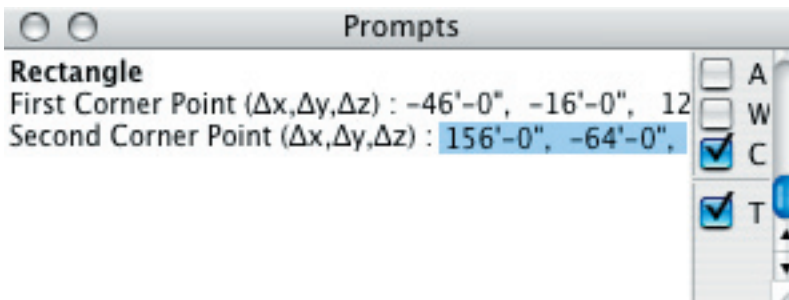 Prompts
Rectangle
First Corner Point (Δx,Δy,Δz) : -46'-0", -16'-0", 12
Second Corner Point (Δx,Δy,Δz) : 156'-0", -64'-0",
A
W
C
T